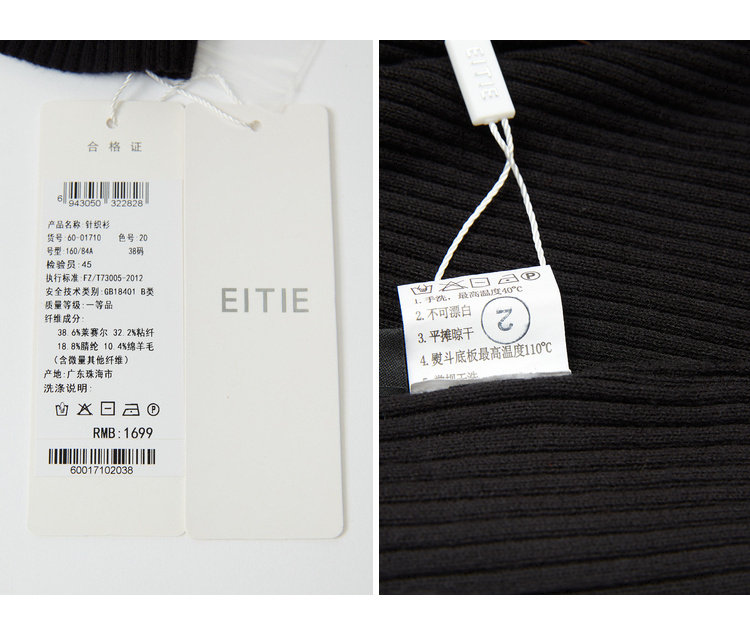 合格证
6 943050 322828
产品名称: 针织衫
货号: 60-01710 色号: 20
号型: 160/84A 38码
检验员: 45
执行标准: FZ/T73005-2012
安全技术类别: GB18401 B类
质量等级: 一等品
纤维成分:
38.6%莱赛尔 32.2%粘纤
18.8%腈纶 10.4%绵羊毛
(含微量其他纤维)
产地: 广东珠海市
洗涤说明:
RMB: 1699
60017102038
EITIE
EITIE
1. 手洗，最高温度40℃
2. 不可漂白
3. 平摊晾干
4. 熨斗底板最高温度110℃
5. 常规干洗
2